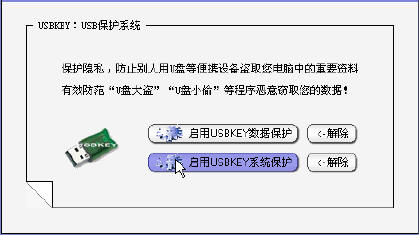 USBKEY：USB保护系统
保护隐私，防止别人用U盘等便携设备盗取您电脑中的重要资料
有效防范“U盘大盗”“U盘小偷”等程序恶意窃取您的数据！
启用USBKEY数据保护 <-解除
USBKEY
启用USBKEY系统保护 <-解除